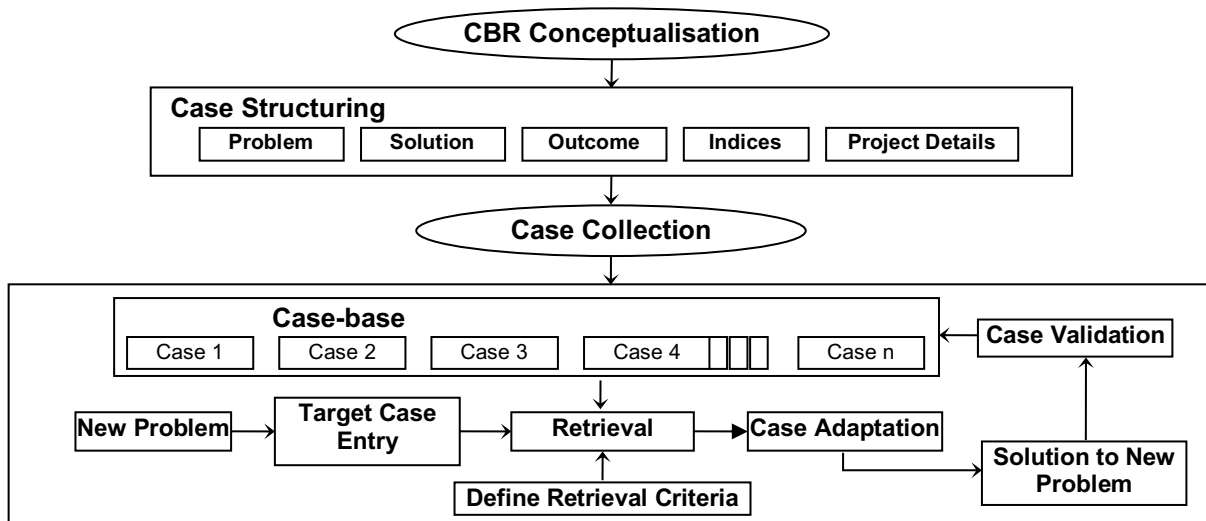 CBR Conceptualisation
Case Structuring
Problem
Solution
Outcome
Indices
Project Details
Case Collection
Case-base
Case 1
Case 2
Case 3
Case 4
Case n
Case Validation
New Problem
Target Case
Entry
Retrieval
Case Adaptation
Solution to New
Problem
Define Retrieval Criteria